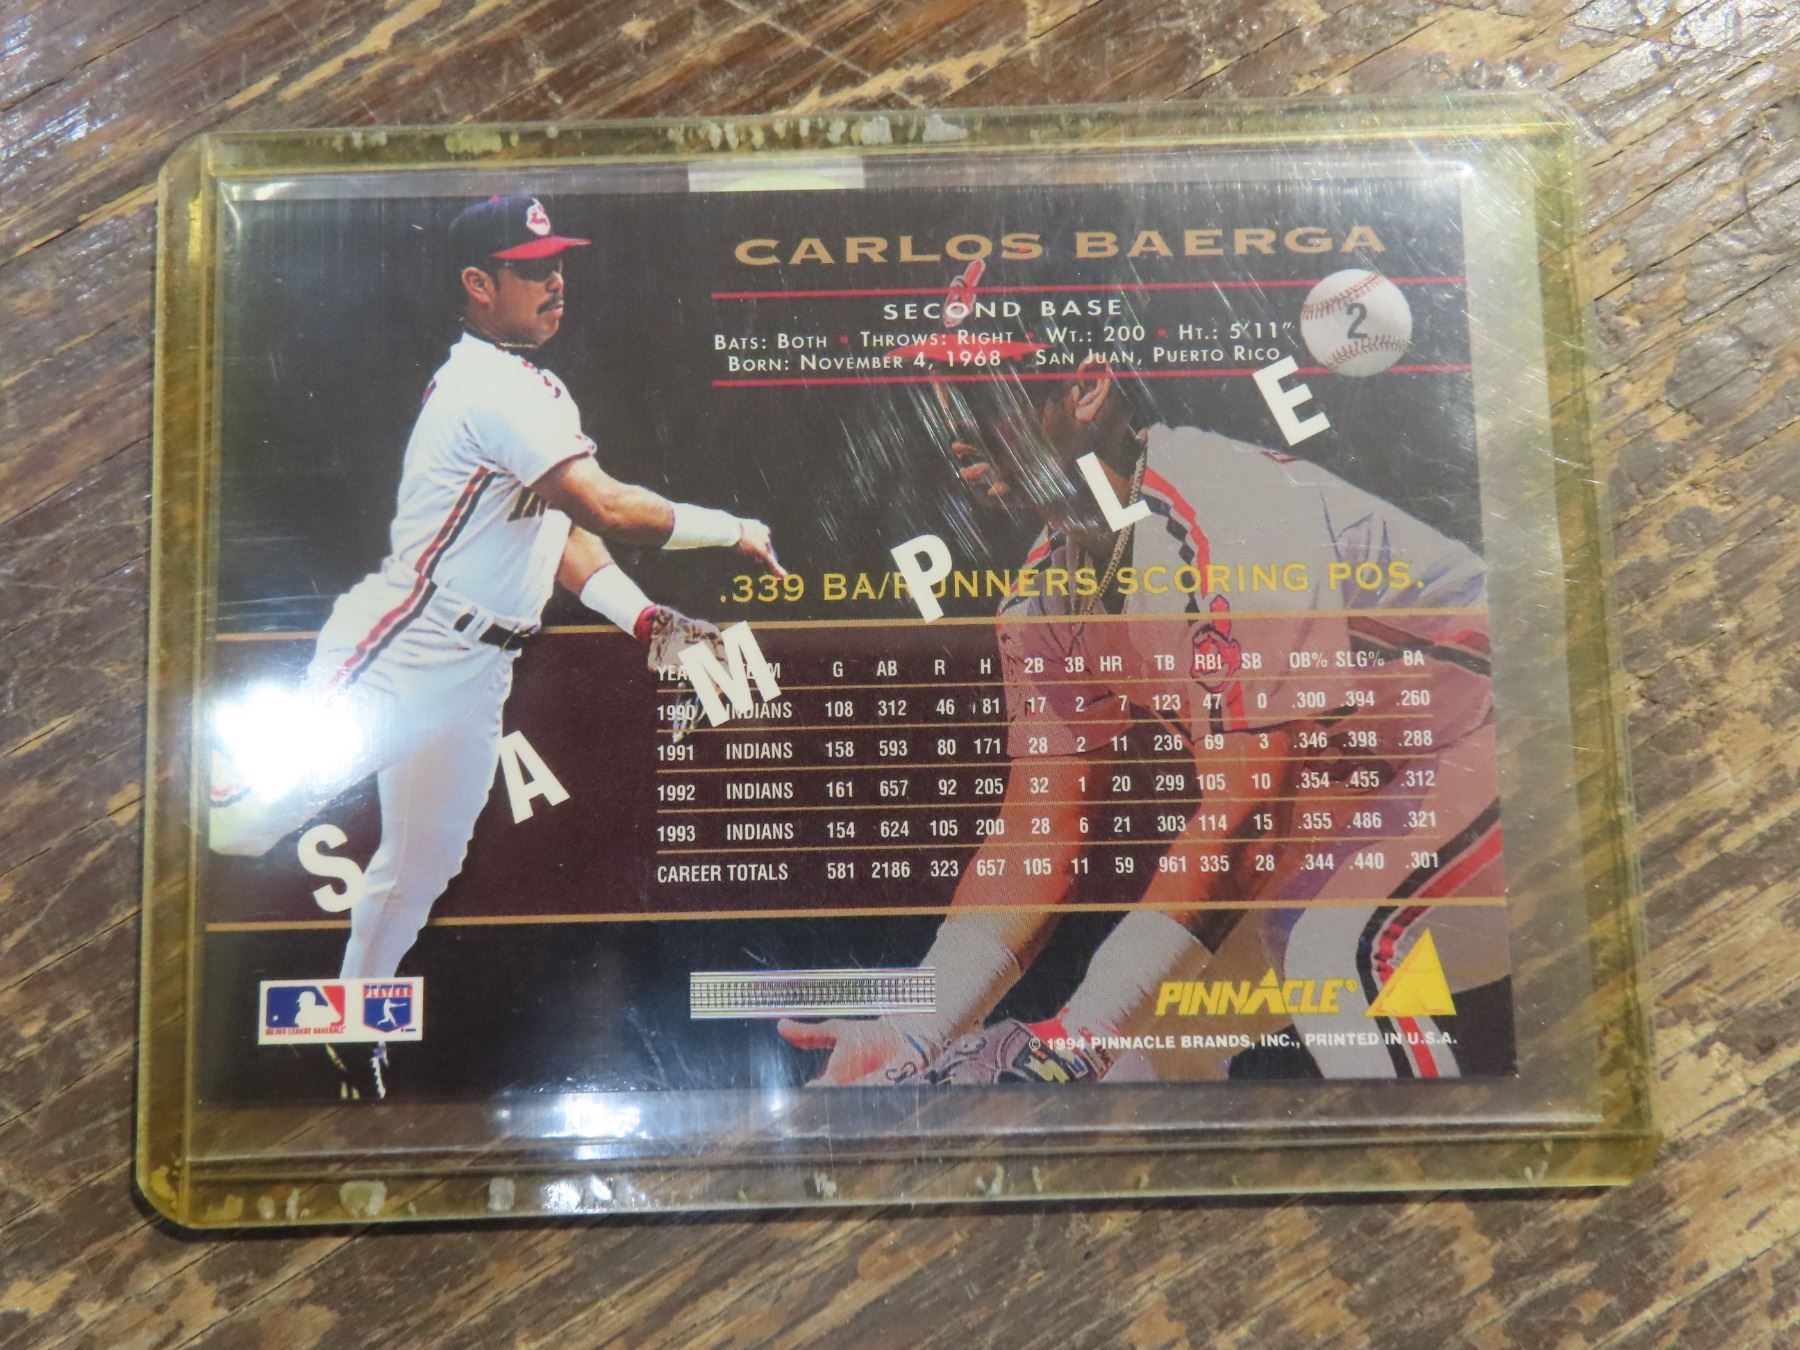 CARLOS BAERGA
SECOND BASE
BATS: BOTH • THROWS: RIGHT • WT.: 200 • HT.: 5'11"
BORN: NOVEMBER 4, 1968 SAN JUAN, PUERTO RICO
2
SAMPLE
.339 BA/RUNNERS SCORING POS.
YEAR TEAM G AB R H 2B 3B HR TB RBI SB OB% SLG% BA
1990 INDIANS 108 312 46 81 17 2 7 123 47 0 .300 .394 .260
1991 INDIANS 158 593 80 171 28 2 11 236 69 3 .346 .398 .288
1992 INDIANS 161 657 92 205 32 1 20 299 105 10 .354 .455 .312
1993 INDIANS 154 624 105 200 28 6 21 303 114 15 .355 .486 .321
CAREER TOTALS 581 2186 323 657 105 11 59 961 335 28 .344 .440 .301
MAJOR LEAGUE BASEBALL
PLAYERS
PINNACLE®
© 1994 PINNACLE BRANDS, INC., PRINTED IN U.S.A.